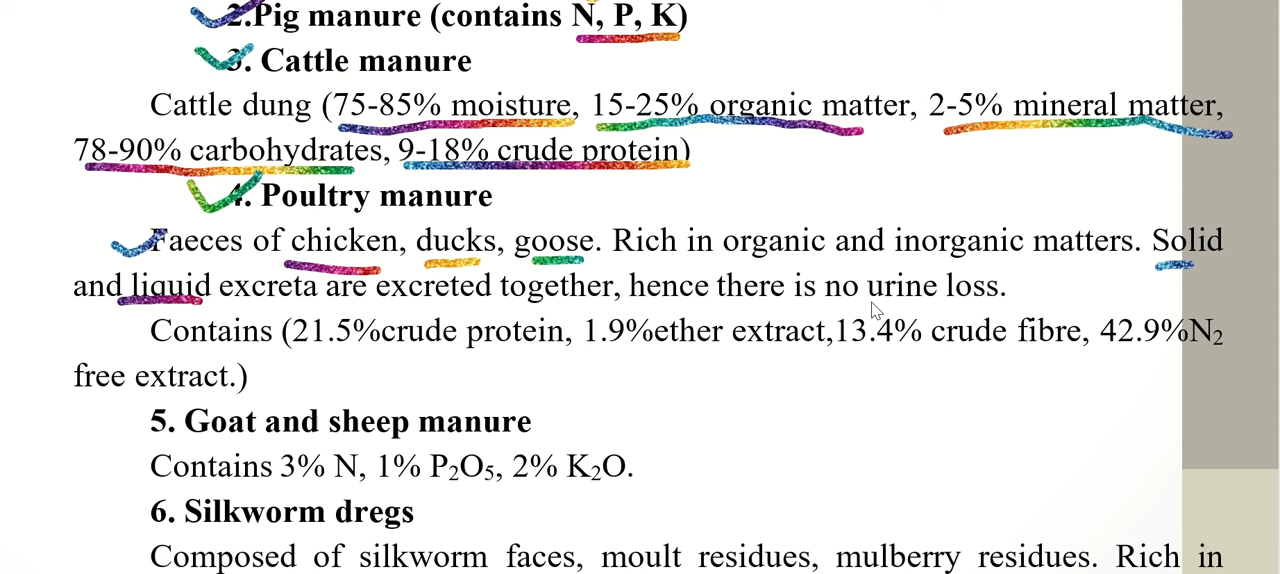 2.Pig manure (contains N, P, K)
3. Cattle manure
Cattle dung (75-85% moisture, 15-25% organic matter, 2-5% mineral matter,
78-90% carbohydrates, 9-18% crude protein)
4. Poultry manure
Faeces of chicken, ducks, goose. Rich in organic and inorganic matters. Solid
and liquid excreta are excreted together, hence there is no urine loss.
Contains (21.5%crude protein, 1.9%ether extract,13.4% crude fibre, 42.9%N₂
free extract.)
5. Goat and sheep manure
Contains 3% N, 1% P₂O₅, 2% K₂O.
6. Silkworm dregs
Composed of silkworm faces, moult residues, mulberry residues. Rich in